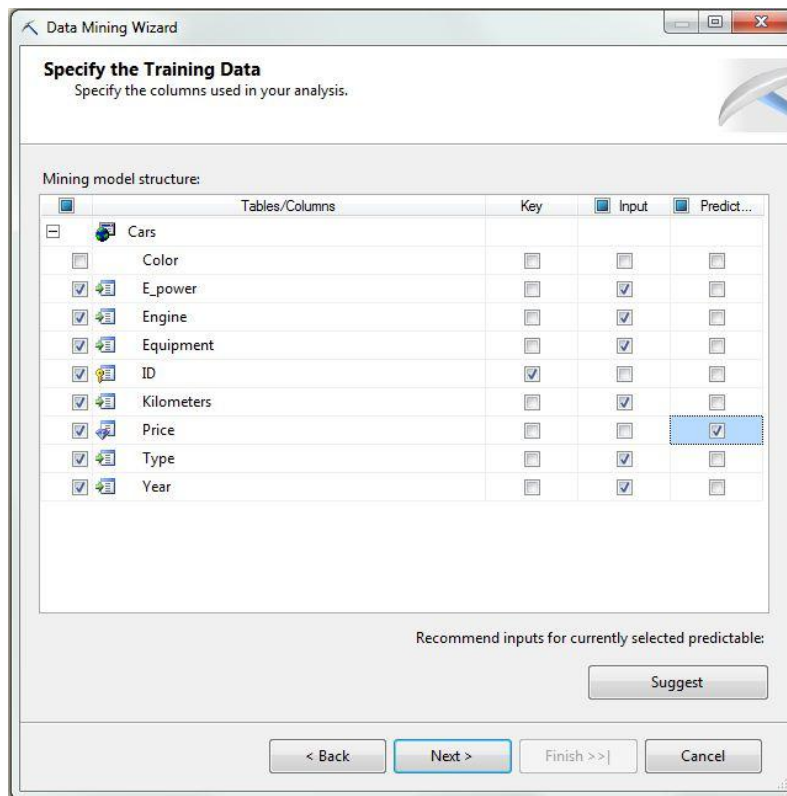 Data Mining Wizard
Specify the Training Data
Specify the columns used in your analysis.
Mining model structure:
Tables/Columns Key Input Predict...
Cars
Color
E_power
Engine
Equipment
ID
Kilometers
Price
Type
Year
Recommend inputs for currently selected predictable:
Suggest
< Back Next > Finish >>| Cancel